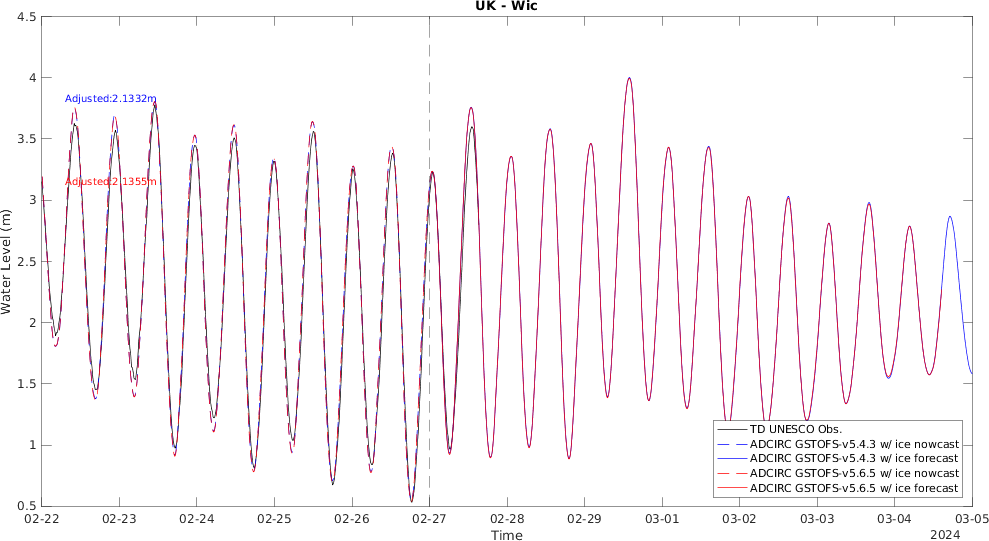 UK - Wic
4.5
4
3.5
3
2.5
2
1.5
1
0.5
Water Level (m)
Adjusted:2.1332m
Adjusted:2.1355m
TD UNESCO Obs.
ADCIRC GSTOFS-v5.4.3 w/ ice nowcast
ADCIRC GSTOFS-v5.4.3 w/ ice forecast
ADCIRC GSTOFS-v5.6.5 w/ ice nowcast
ADCIRC GSTOFS-v5.6.5 w/ ice forecast
02-22 02-23 02-24 02-25 02-26 02-27 02-28 02-29 03-01 03-02 03-03 03-04 03-05
Time
2024